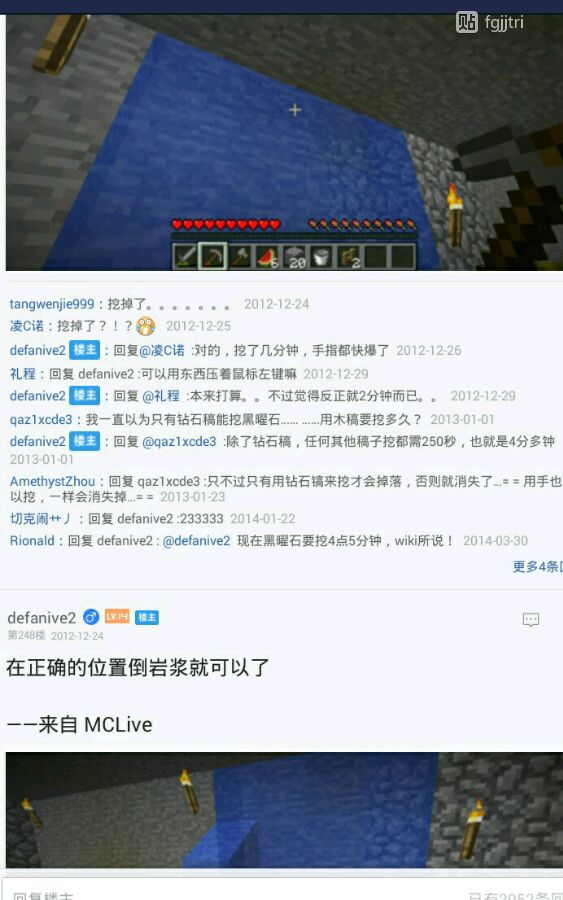 贴 fgjjtri
6 20 2
tangwenjie999：挖掉了。。。。。。。 2012-12-24
凌C诺：挖掉了？！？ 2012-12-25
defanive2 楼主：回复@凌C诺 :对的，挖了几分钟，手指都快爆了 2012-12-26
礼程：回复 defanive2 :可以用东西压着鼠标左键嘛 2012-12-29
defanive2 楼主：回复 @礼程 :本来打算。。不过觉得反正就2分钟而已。。 2012-12-29
qaz1xcde3：我一直以为只有钻石稿能挖黑曜石...... ......用木稿要挖多久？ 2013-01-01
defanive2 楼主：回复 @qaz1xcde3 :除了钻石稿，任何其他稿子挖都需250秒，也就是4分多钟
2013-01-01
AmethystZhou：回复 qaz1xcde3 :只不过只有用钻石镐来挖才会掉落，否则就消失了...= = 用手也
以挖，一样会消失掉...= = 2013-01-23
切克闹艹丿：回复 defanive2 :233333 2014-01-22
Rionald：回复 defanive2 : @defanive2 现在黑曜石要挖4点5分钟，wiki所说！ 2014-03-30
更多4条
defanive2 LV.14 楼主
第248楼 2012-12-24
在正确的位置倒岩浆就可以了
——来自 MCLive
回复楼主 已有2952条